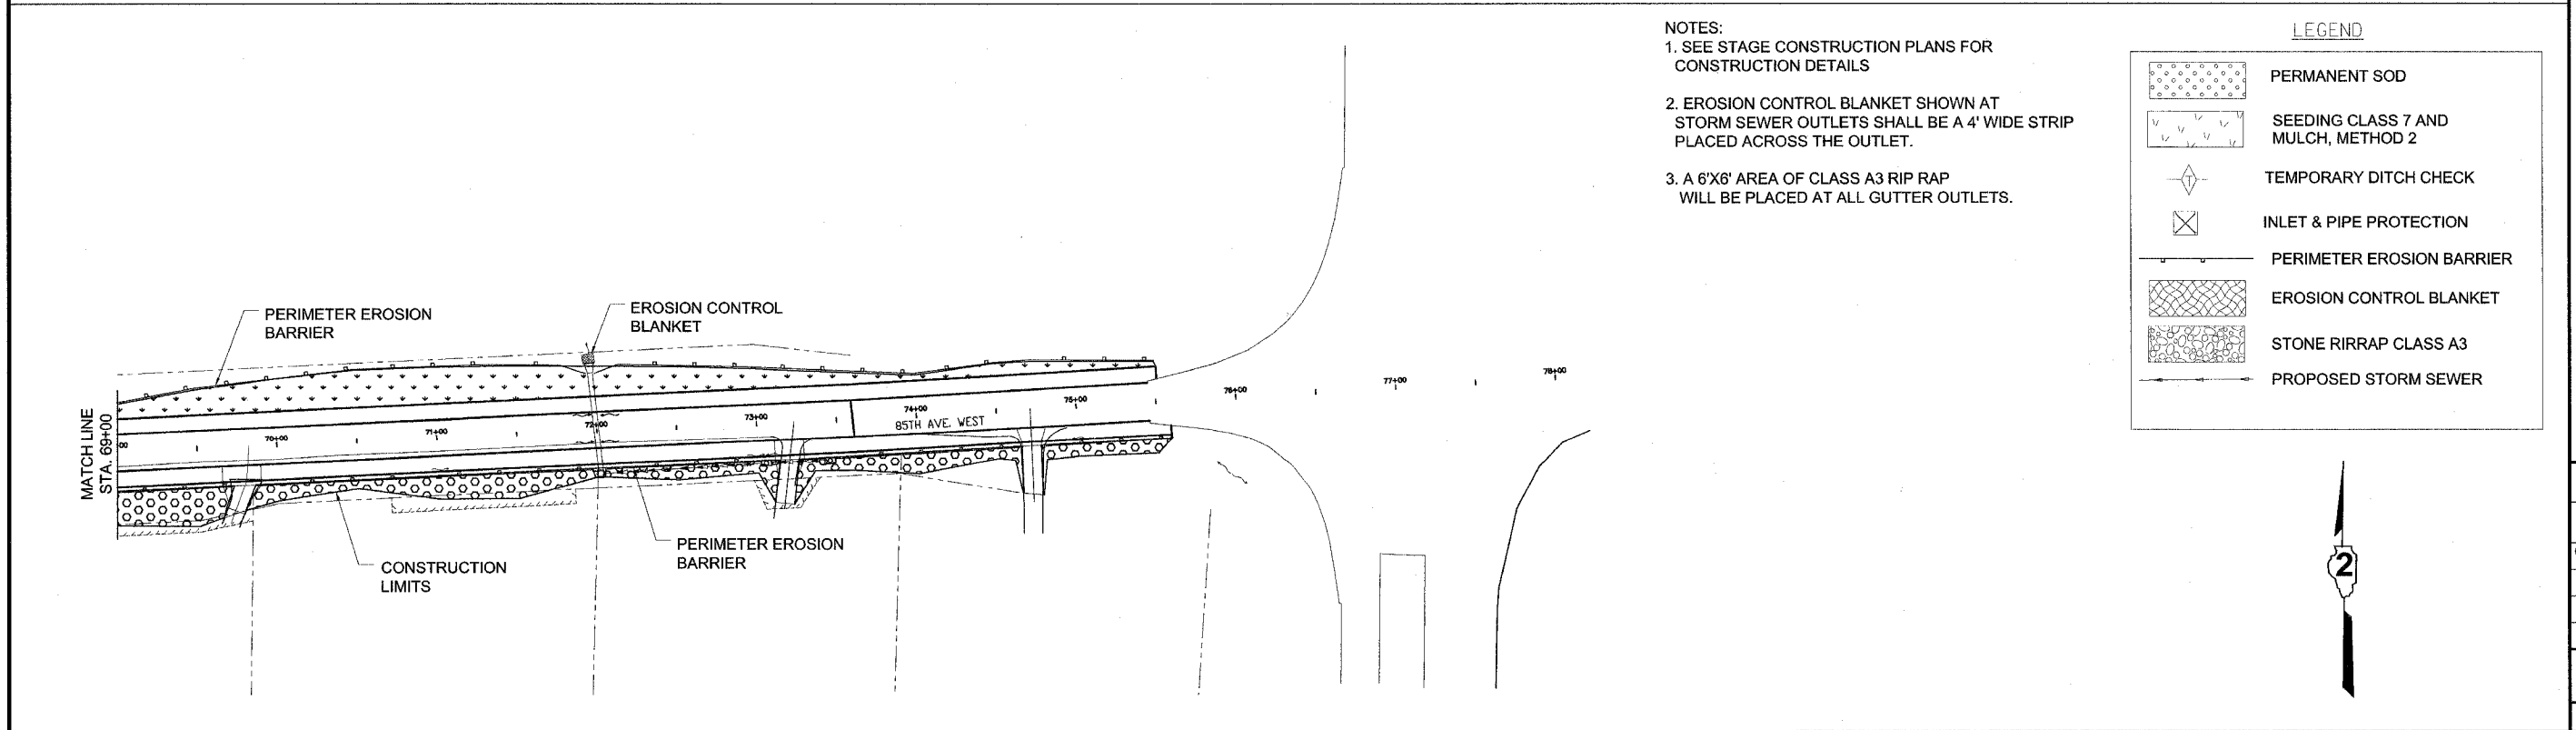 NOTES:
1. SEE STAGE CONSTRUCTION PLANS FOR
CONSTRUCTION DETAILS
2. EROSION CONTROL BLANKET SHOWN AT
STORM SEWER OUTLETS SHALL BE A 4' WIDE STRIP
PLACED ACROSS THE OUTLET.
3. A 6'X6' AREA OF CLASS A3 RIP RAP
WILL BE PLACED AT ALL GUTTER OUTLETS.
LEGEND
PERMANENT SOD
SEEDING CLASS 7 AND
MULCH, METHOD 2
T
TEMPORARY DITCH CHECK
INLET & PIPE PROTECTION
PERIMETER EROSION BARRIER
EROSION CONTROL BLANKET
STONE RIRRAP CLASS A3
PROPOSED STORM SEWER
PERIMETER EROSION
BARRIER
EROSION CONTROL
BLANKET
MATCH LINE
STA. 69+00
00
70+00
71+00
72+00
73+00
74+00
75+00
76+00
77+00
78+00
85TH AVE. WEST
CONSTRUCTION
LIMITS
PERIMETER EROSION
BARRIER
2